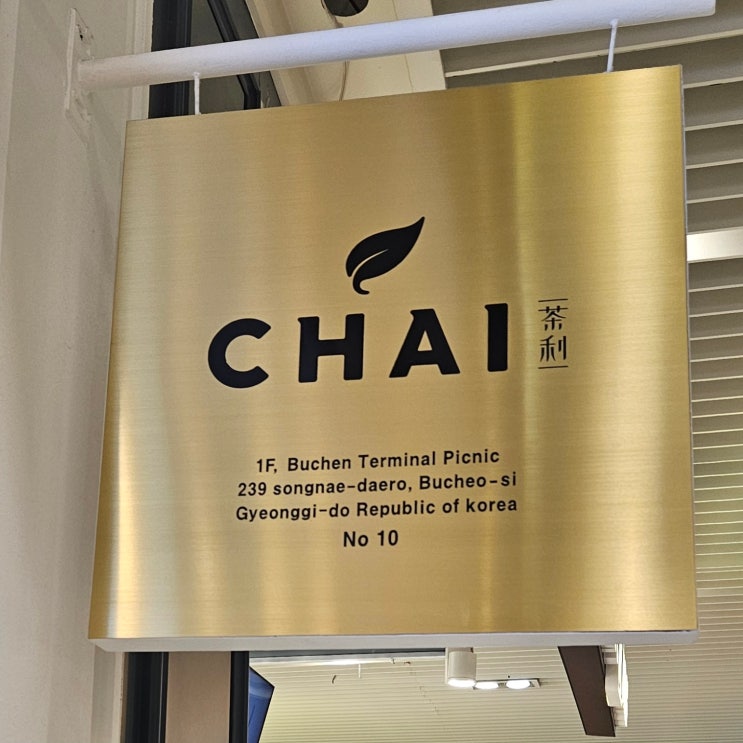 CHAI
茶利
1F, Buchen Terminal Picnic
239 songnae-daero, Bucheo-si
Gyeonggi-do Republic of korea
No 10